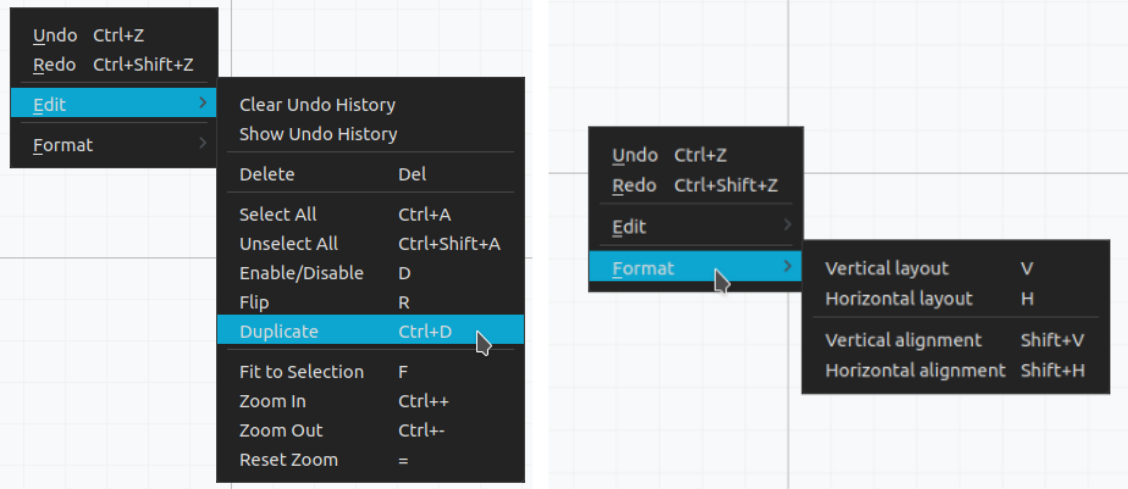 Undo Ctrl+Z
Redo Ctrl+Shift+Z
Edit
Format
Clear Undo History
Show Undo History
Delete Del
Select All Ctrl+A
Unselect All Ctrl+Shift+A
Enable/Disable D
Flip R
Duplicate Ctrl+D
Fit to Selection F
Zoom In Ctrl++
Zoom Out Ctrl+-
Reset Zoom =
Undo Ctrl+Z
Redo Ctrl+Shift+Z
Edit
Format
Vertical layout V
Horizontal layout H
Vertical alignment Shift+V
Horizontal alignment Shift+H